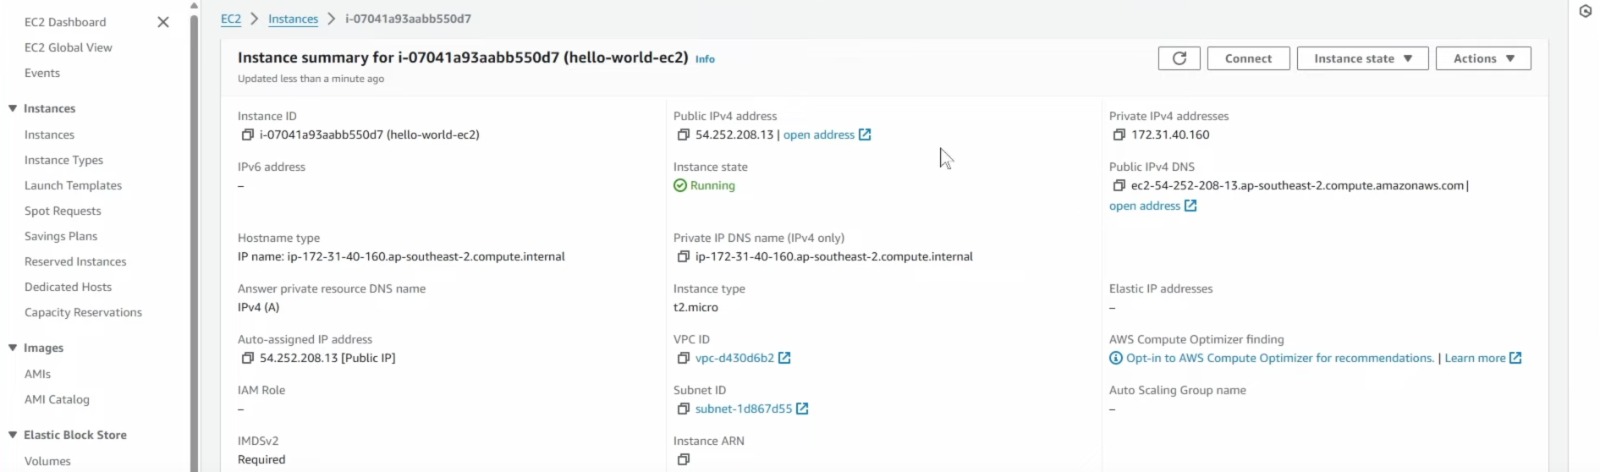 EC2 Dashboard
EC2 Global View
Events
Instances
Instances
Instance Types
Launch Templates
Spot Requests
Savings Plans
Reserved Instances
Dedicated Hosts
Capacity Reservations
Images
AMIs
AMI Catalog
Elastic Block Store
Volumes
EC2 > Instances > i-07041a93aabb550d7
Instance summary for i-07041a93aabb550d7 (hello-world-ec2) Info
Updated less than a minute ago
Connect
Instance state
Actions
Instance ID
i-07041a93aabb550d7 (hello-world-ec2)
Public IPv4 address
54.252.208.13 | open address
Private IPv4 addresses
172.31.40.160
IPv6 address
–
Instance state
Running
Public IPv4 DNS
ec2-54-252-208-13.ap-southeast-2.compute.amazonaws.com |
open address
Hostname type
IP name: ip-172-31-40-160.ap-southeast-2.compute.internal
Private IP DNS name (IPv4 only)
ip-172-31-40-160.ap-southeast-2.compute.internal
Answer private resource DNS name
IPv4 (A)
Instance type
t2.micro
Elastic IP addresses
–
Auto-assigned IP address
54.252.208.13 [Public IP]
VPC ID
vpc-d430d6b2
AWS Compute Optimizer finding
Opt-in to AWS Compute Optimizer for recommendations. | Learn more
IAM Role
–
Subnet ID
subnet-1d867d55
Auto Scaling Group name
–
IMDSv2
Required
Instance ARN